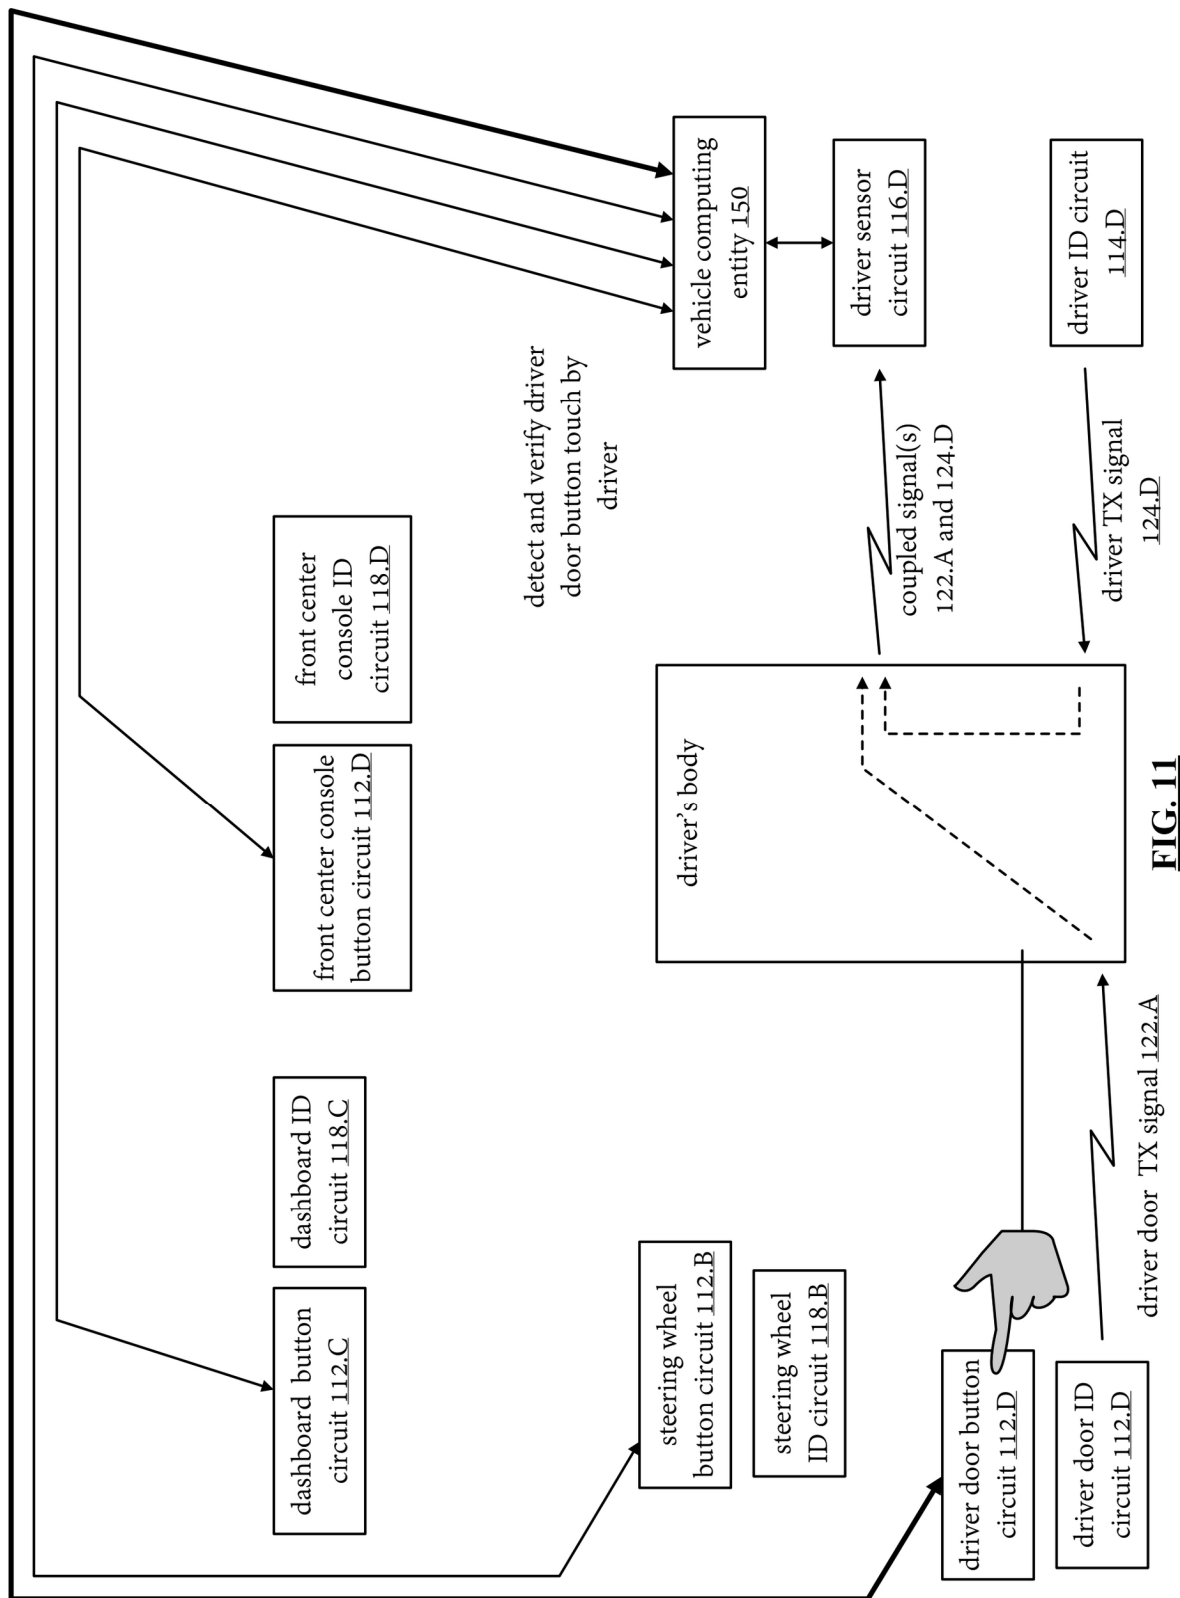 dashboard button
circuit 112.C
dashboard ID
circuit 118.C
front center console
button circuit 112.D
front center
console ID
circuit 118.D
detect and verify driver
door button touch by
driver
steering wheel
button circuit 112.B
steering wheel
ID circuit 118.B
driver's body
vehicle computing
entity 150
driver sensor
circuit 116.D
coupled signal(s)
122.A and 124.D
driver door button
circuit 112.D
driver door ID
circuit 112.D
driver door TX signal 122.A
driver TX signal
124.D
driver ID circuit
114.D
FIG. 11